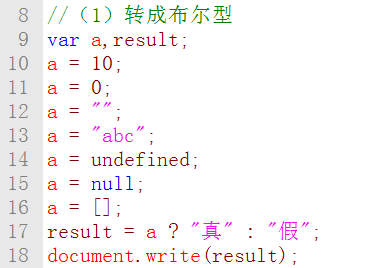 8 //（1）转成布尔型
9 var a,result;
10 a = 10;
11 a = 0;
12 a = "";
13 a = "abc";
14 a = undefined;
15 a = null;
16 a = [];
17 result = a ? "真" : "假";
18 document.write(result);